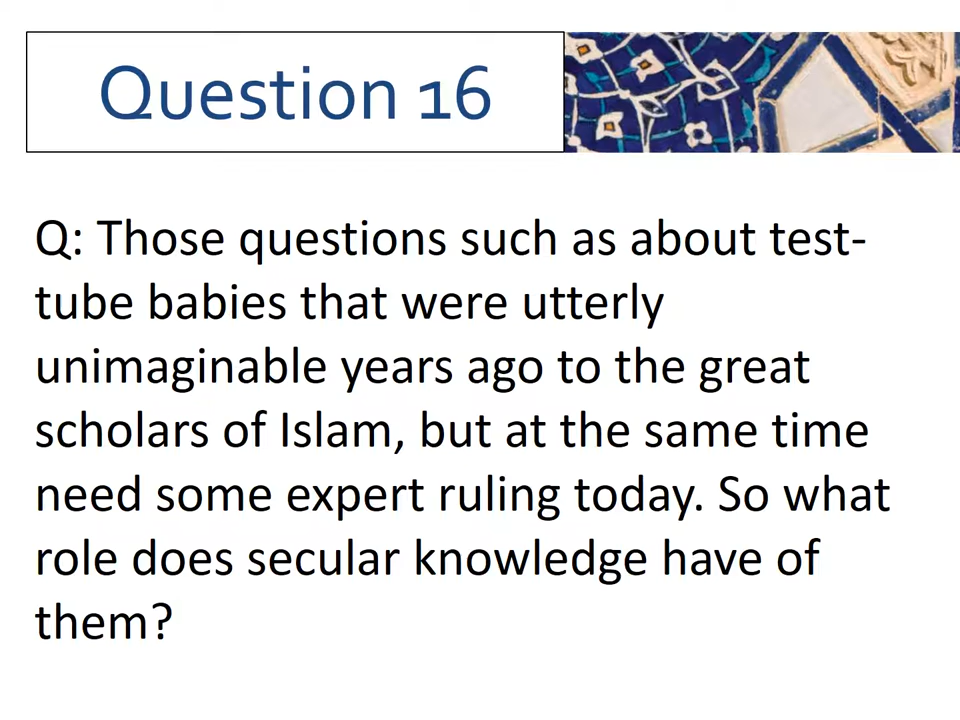 Question 16
Q: Those questions such as about test-
tube babies that were utterly
unimaginable years ago to the great
scholars of Islam, but at the same time
need some expert ruling today. So what
role does secular knowledge have of
them?